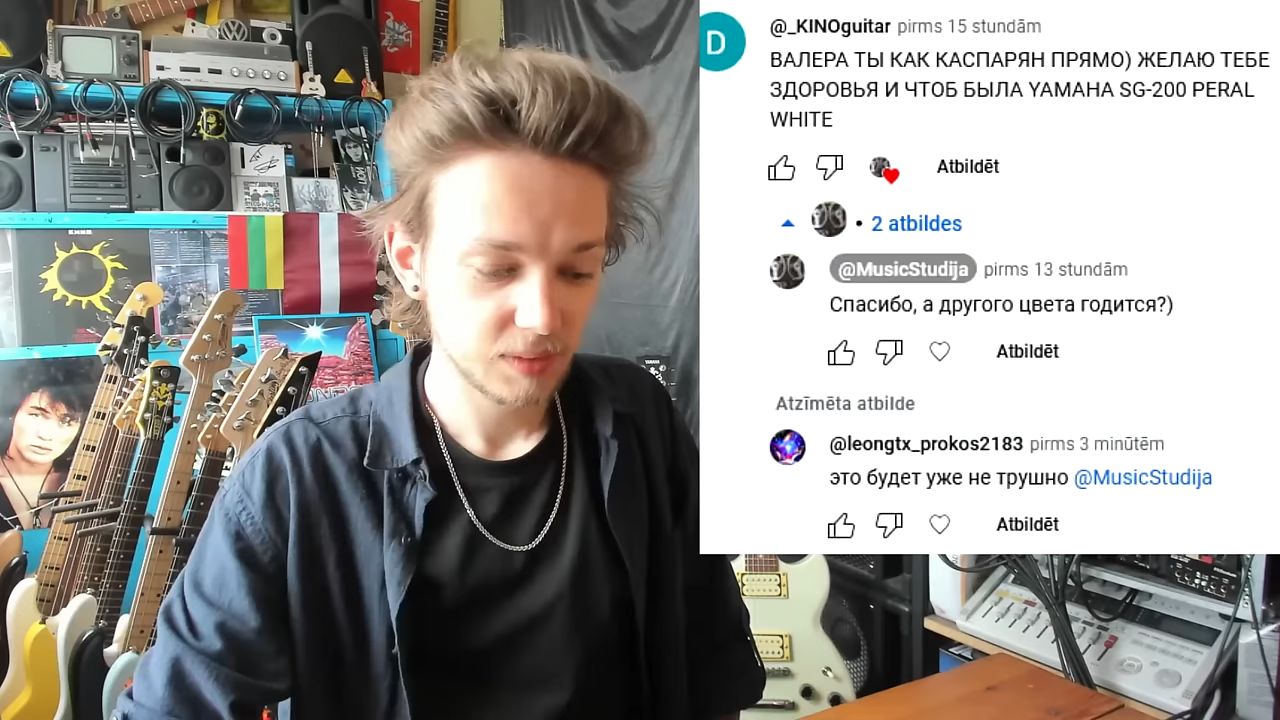 D
@_KINOguitar pirms 15 stundām
ВАЛЕРА ТЫ КАК КАСПАРЯН ПРЯМО) ЖЕЛАЮ ТЕБЕ
ЗДОРОВЬЯ И ЧТОБ БЫЛА YAMAHA SG-200 PERAL
WHITE
Atbildēt
• 2 atbildes
@MusicStudija pirms 13 stundām
Спасибо, а другого цвета годится?)
Atbildēt
Atzīmēta atbilde
@leongtx_prokos2183 pirms 3 minūtēm
это будет уже не трушно @MusicStudija
Atbildēt
КИНО